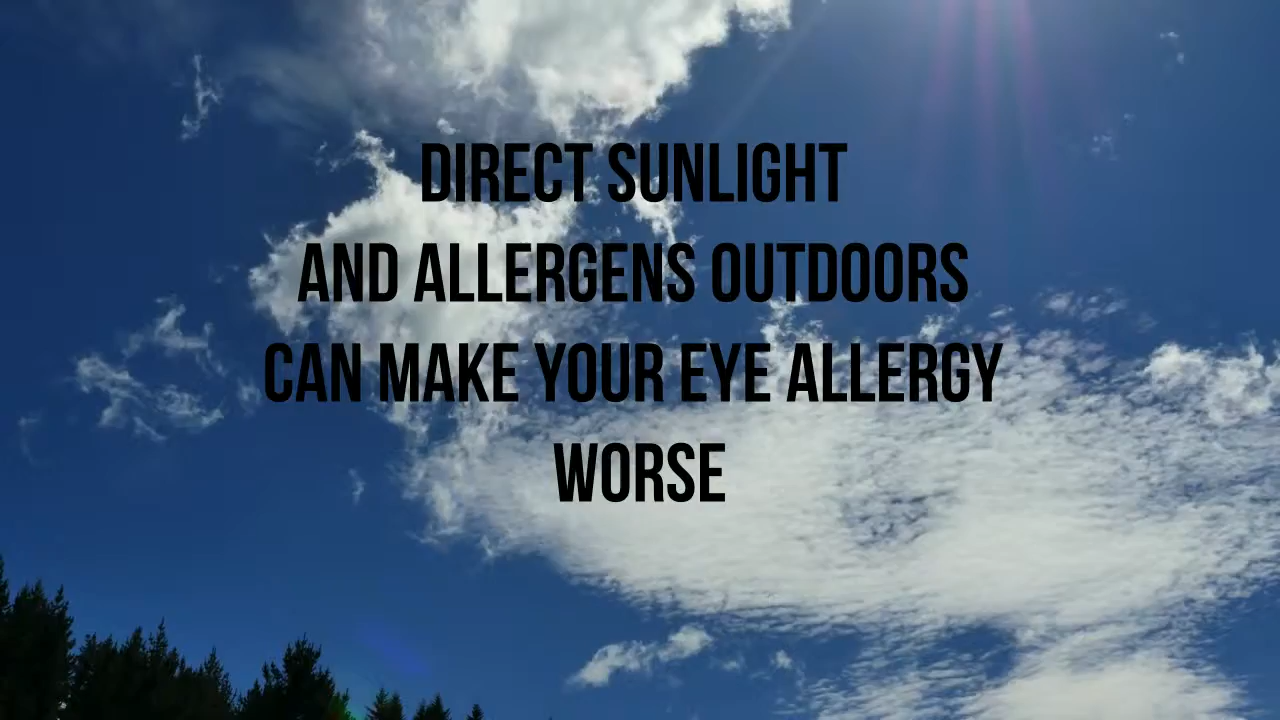 DIRECT SUNLIGHT
AND ALLERGENS OUTDOORS
CAN MAKE YOUR EYE ALLERGY
WORSE